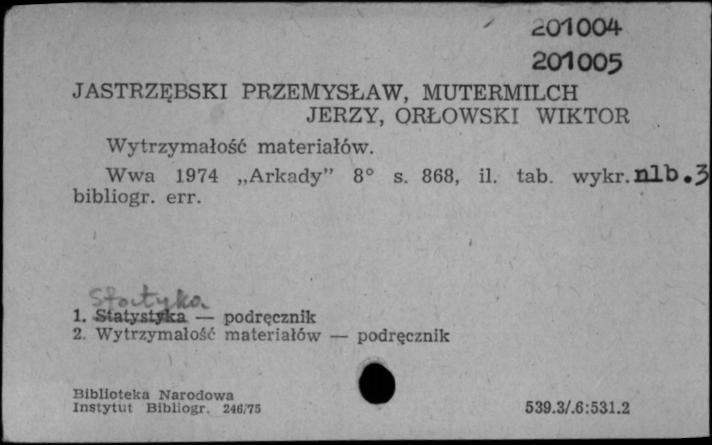 201004
201005
JASTRZĘBSKI PRZEMYSŁAW, MUTERMILCH
JERZY, ORŁOWSKI WIKTOR
Wytrzymałość materiałów.
Wwa 1974 „Arkady” 8° s. 868, il. tab. wykr. nlb.3
bibliogr. err.
Statyka
1. Statystyka — podręcznik
2. Wytrzymałość materiałów — podręcznik
Biblioteka Narodowa
Instytut Bibliogr. 246/75
539.3/.6:531.2